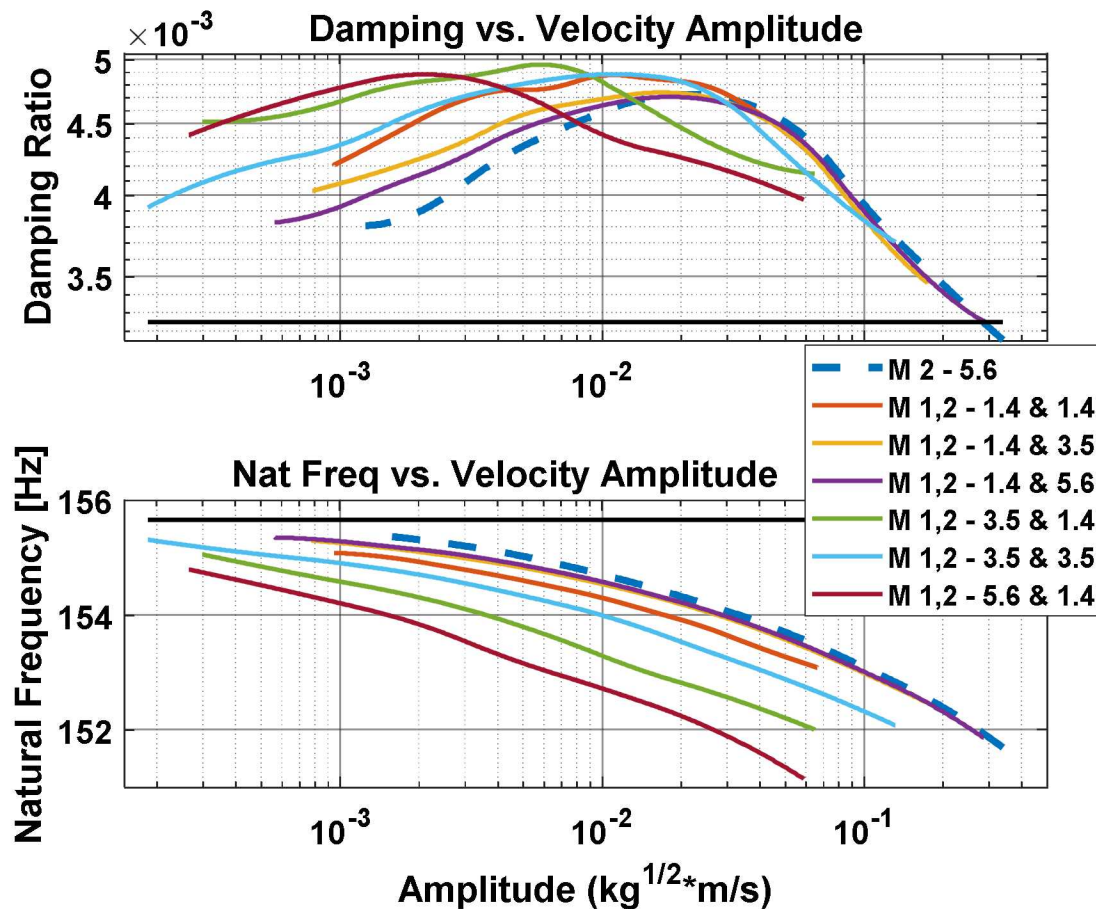 × 10^-3
Damping vs. Velocity Amplitude
Damping Ratio
5
4.5
4
3.5
10^-3
10^-2
M 2 - 5.6
M 1,2 - 1.4 & 1.4
M 1,2 - 1.4 & 3.5
M 1,2 - 1.4 & 5.6
M 1,2 - 3.5 & 1.4
M 1,2 - 3.5 & 3.5
M 1,2 - 5.6 & 1.4
Nat Freq vs. Velocity Amplitude
Natural Frequency [Hz]
156
154
152
10^-3
10^-2
10^-1
Amplitude (kg^1/2*m/s)